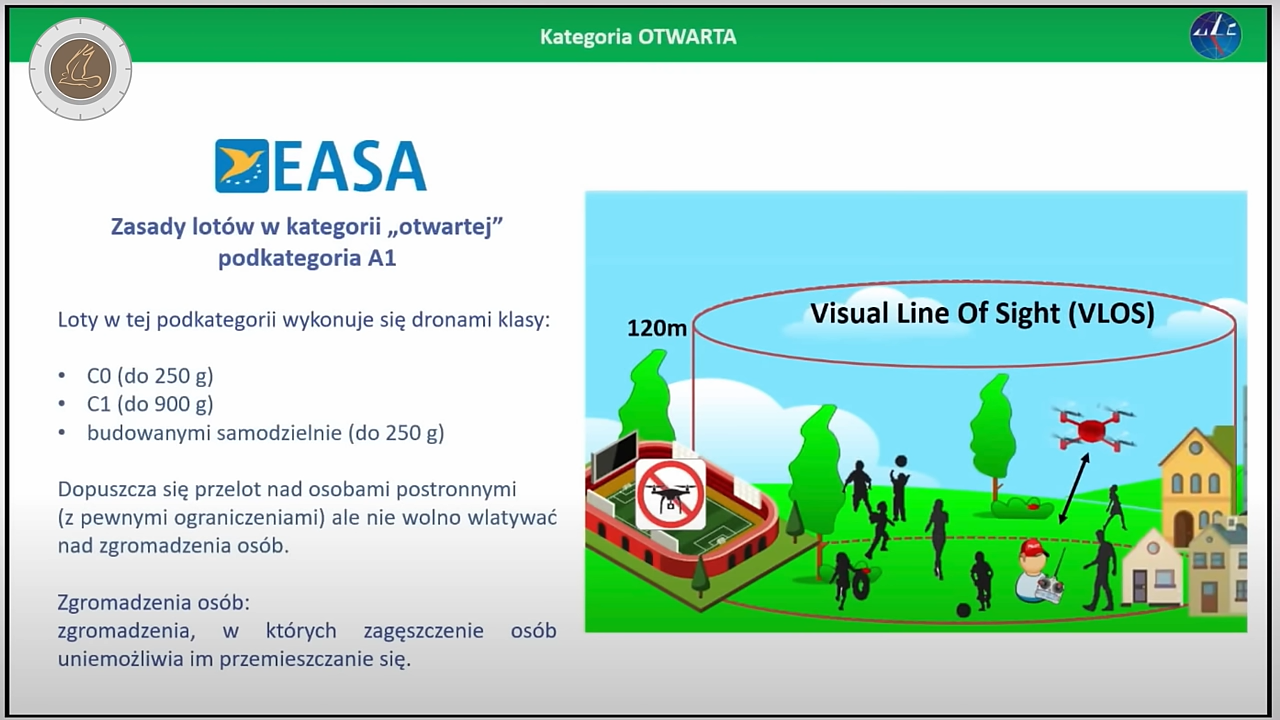 Kategoria OTWARTA
ULC
EASA
Zasady lotów w kategorii „otwartej”
podkategoria A1
Loty w tej podkategorii wykonuje się dronami klasy:
• C0 (do 250 g)
• C1 (do 900 g)
• budowanymi samodzielnie (do 250 g)
Dopuszcza się przelot nad osobami postronnymi
(z pewnymi ograniczeniami) ale nie wolno wlatywać
nad zgromadzenia osób.
Zgromadzenia osób:
zgromadzenia, w których zagęszczenie osób
uniemożliwia im przemieszczanie się.
120m
Visual Line Of Sight (VLOS)